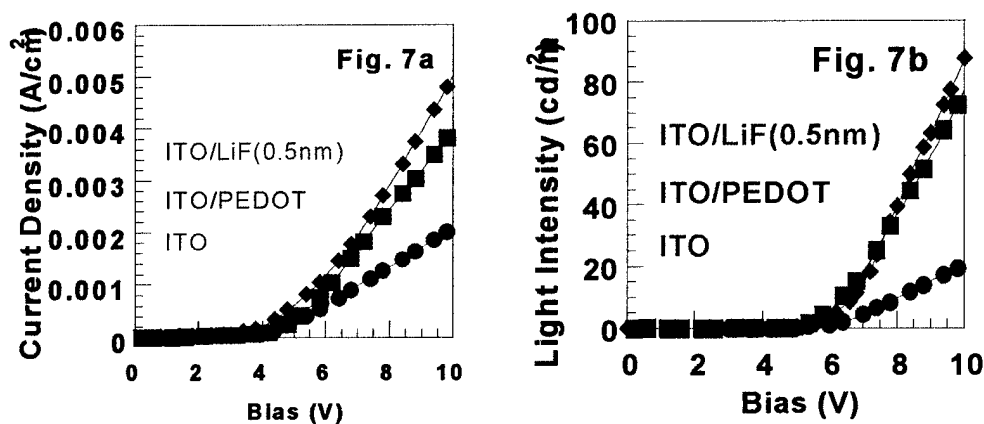 Fig. 7a
Current Density (A/cm²)
0.006
0.005
0.004
0.003
0.002
0.001
0
ITO/LiF(0.5nm)
ITO/PEDOT
ITO
0 2 4 6 8 10
Bias (V)
Fig. 7b
Light Intensity (cd/m²)
100
80
60
40
20
0
ITO/LiF(0.5nm)
ITO/PEDOT
ITO
0 2 4 6 8 10
Bias (V)